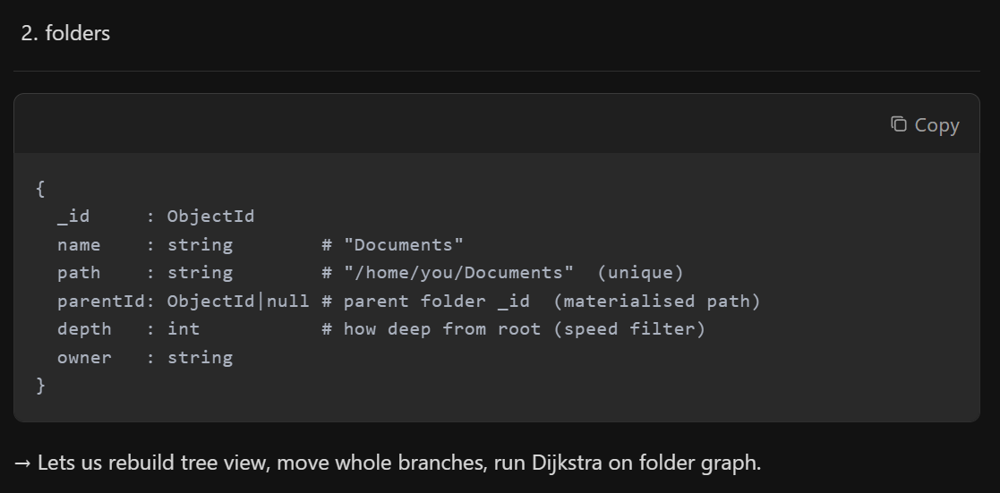 2. folders
Copy
{
  _id     : ObjectId
  name    : string        # "Documents"
  path    : string        # "/home/you/Documents"  (unique)
  parentId: ObjectId|null # parent folder _id  (materialised path)
  depth   : int           # how deep from root (speed filter)
  owner   : string
}
→ Lets us rebuild tree view, move whole branches, run Dijkstra on folder graph.